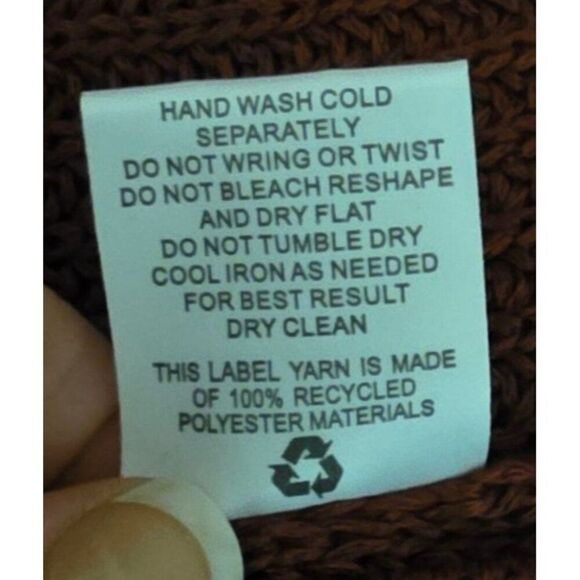 HAND WASH COLD
SEPARATELY
DO NOT WRING OR TWIST
DO NOT BLEACH RESHAPE
AND DRY FLAT
DO NOT TUMBLE DRY
COOL IRON AS NEEDED
FOR BEST RESULT
DRY CLEAN
THIS LABEL YARN IS MADE
OF 100% RECYCLED
POLYESTER MATERIALS